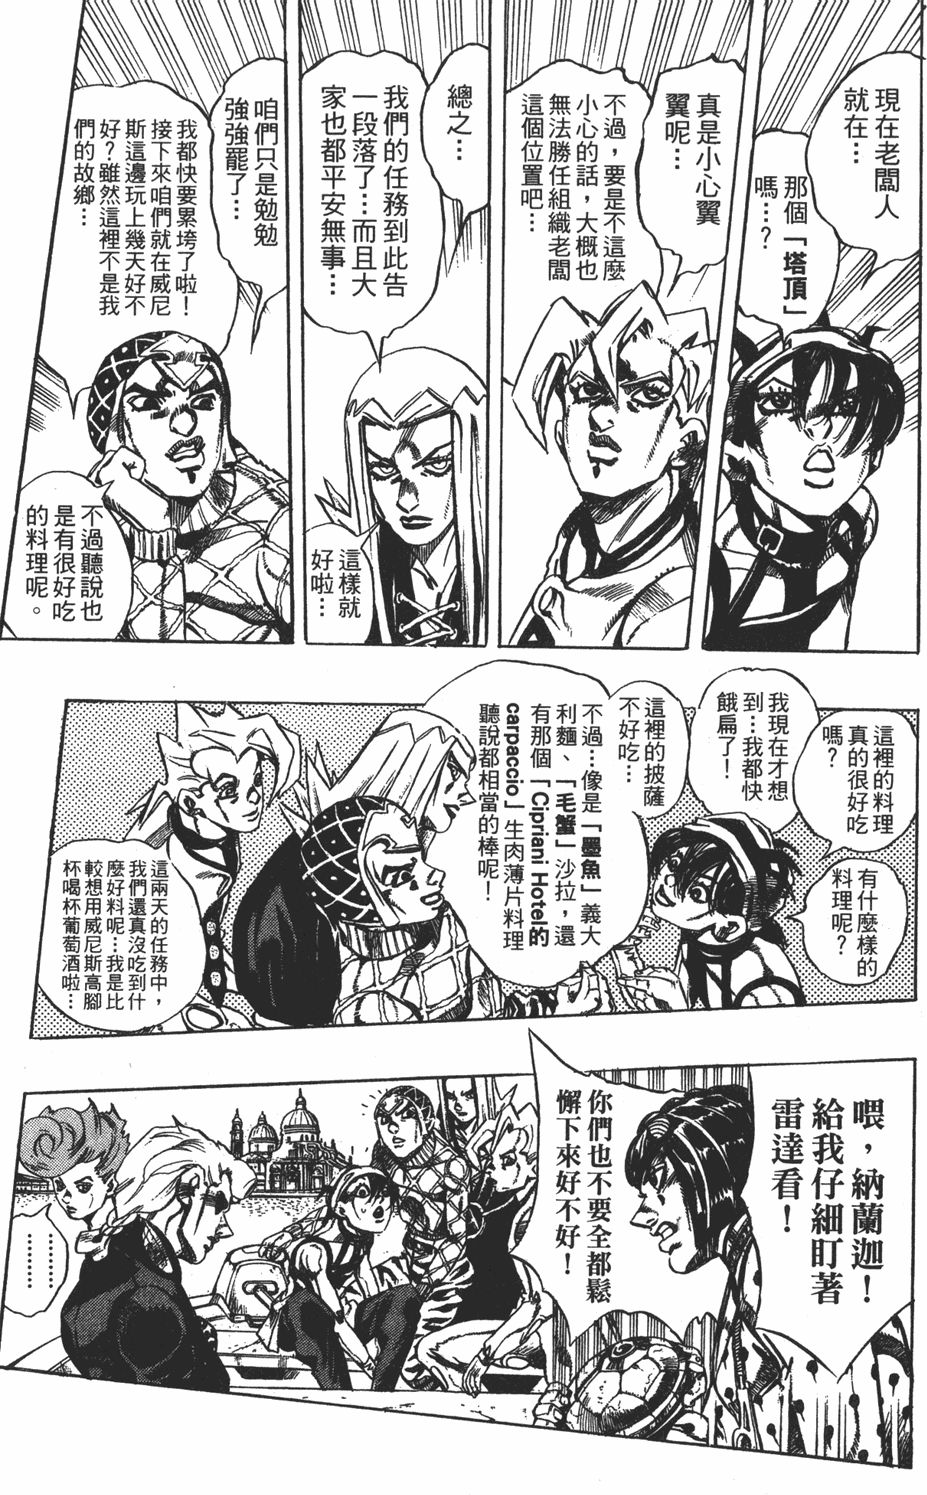 現在老闆人
就在…
那個「塔頂」
嗎…?
真是小心翼
翼呢…
不過,要是不這麼
小心的話,大概也
無法勝任組織老闆
這個位置吧…
總之…
我們的任務到此告
一段落了…而且大
家也都平安無事…
這樣就
好啦…
咱們只是勉勉
強強罷了…
我都快要累垮了啦!
接下來咱們就在威尼
斯這邊玩上幾天好不
好?雖然這裡不是我
們的故鄉…
不過聽說也
是有很好吃
的料理呢。
這裡的料理
真的很好吃
嗎?
有什麼樣的
料理呢?
我現在才想
到…我都快
餓扁了!
這裡的披薩
不好吃…
不過…像是「墨魚」義大
利麵、「毛蟹」沙拉,還
有那個「Cipriani Hotel的
carpaccio」生肉薄片料理
聽說都相當的棒呢!
這兩天的任務中,
我們還真沒吃到什
麼好料呢…我是比
較想用威尼斯高腳
杯喝杯葡萄酒啦…
喂,納蘭迦!
給我仔細盯著
雷達看!
你們也不要全都鬆
懈下來好不好!
………
………